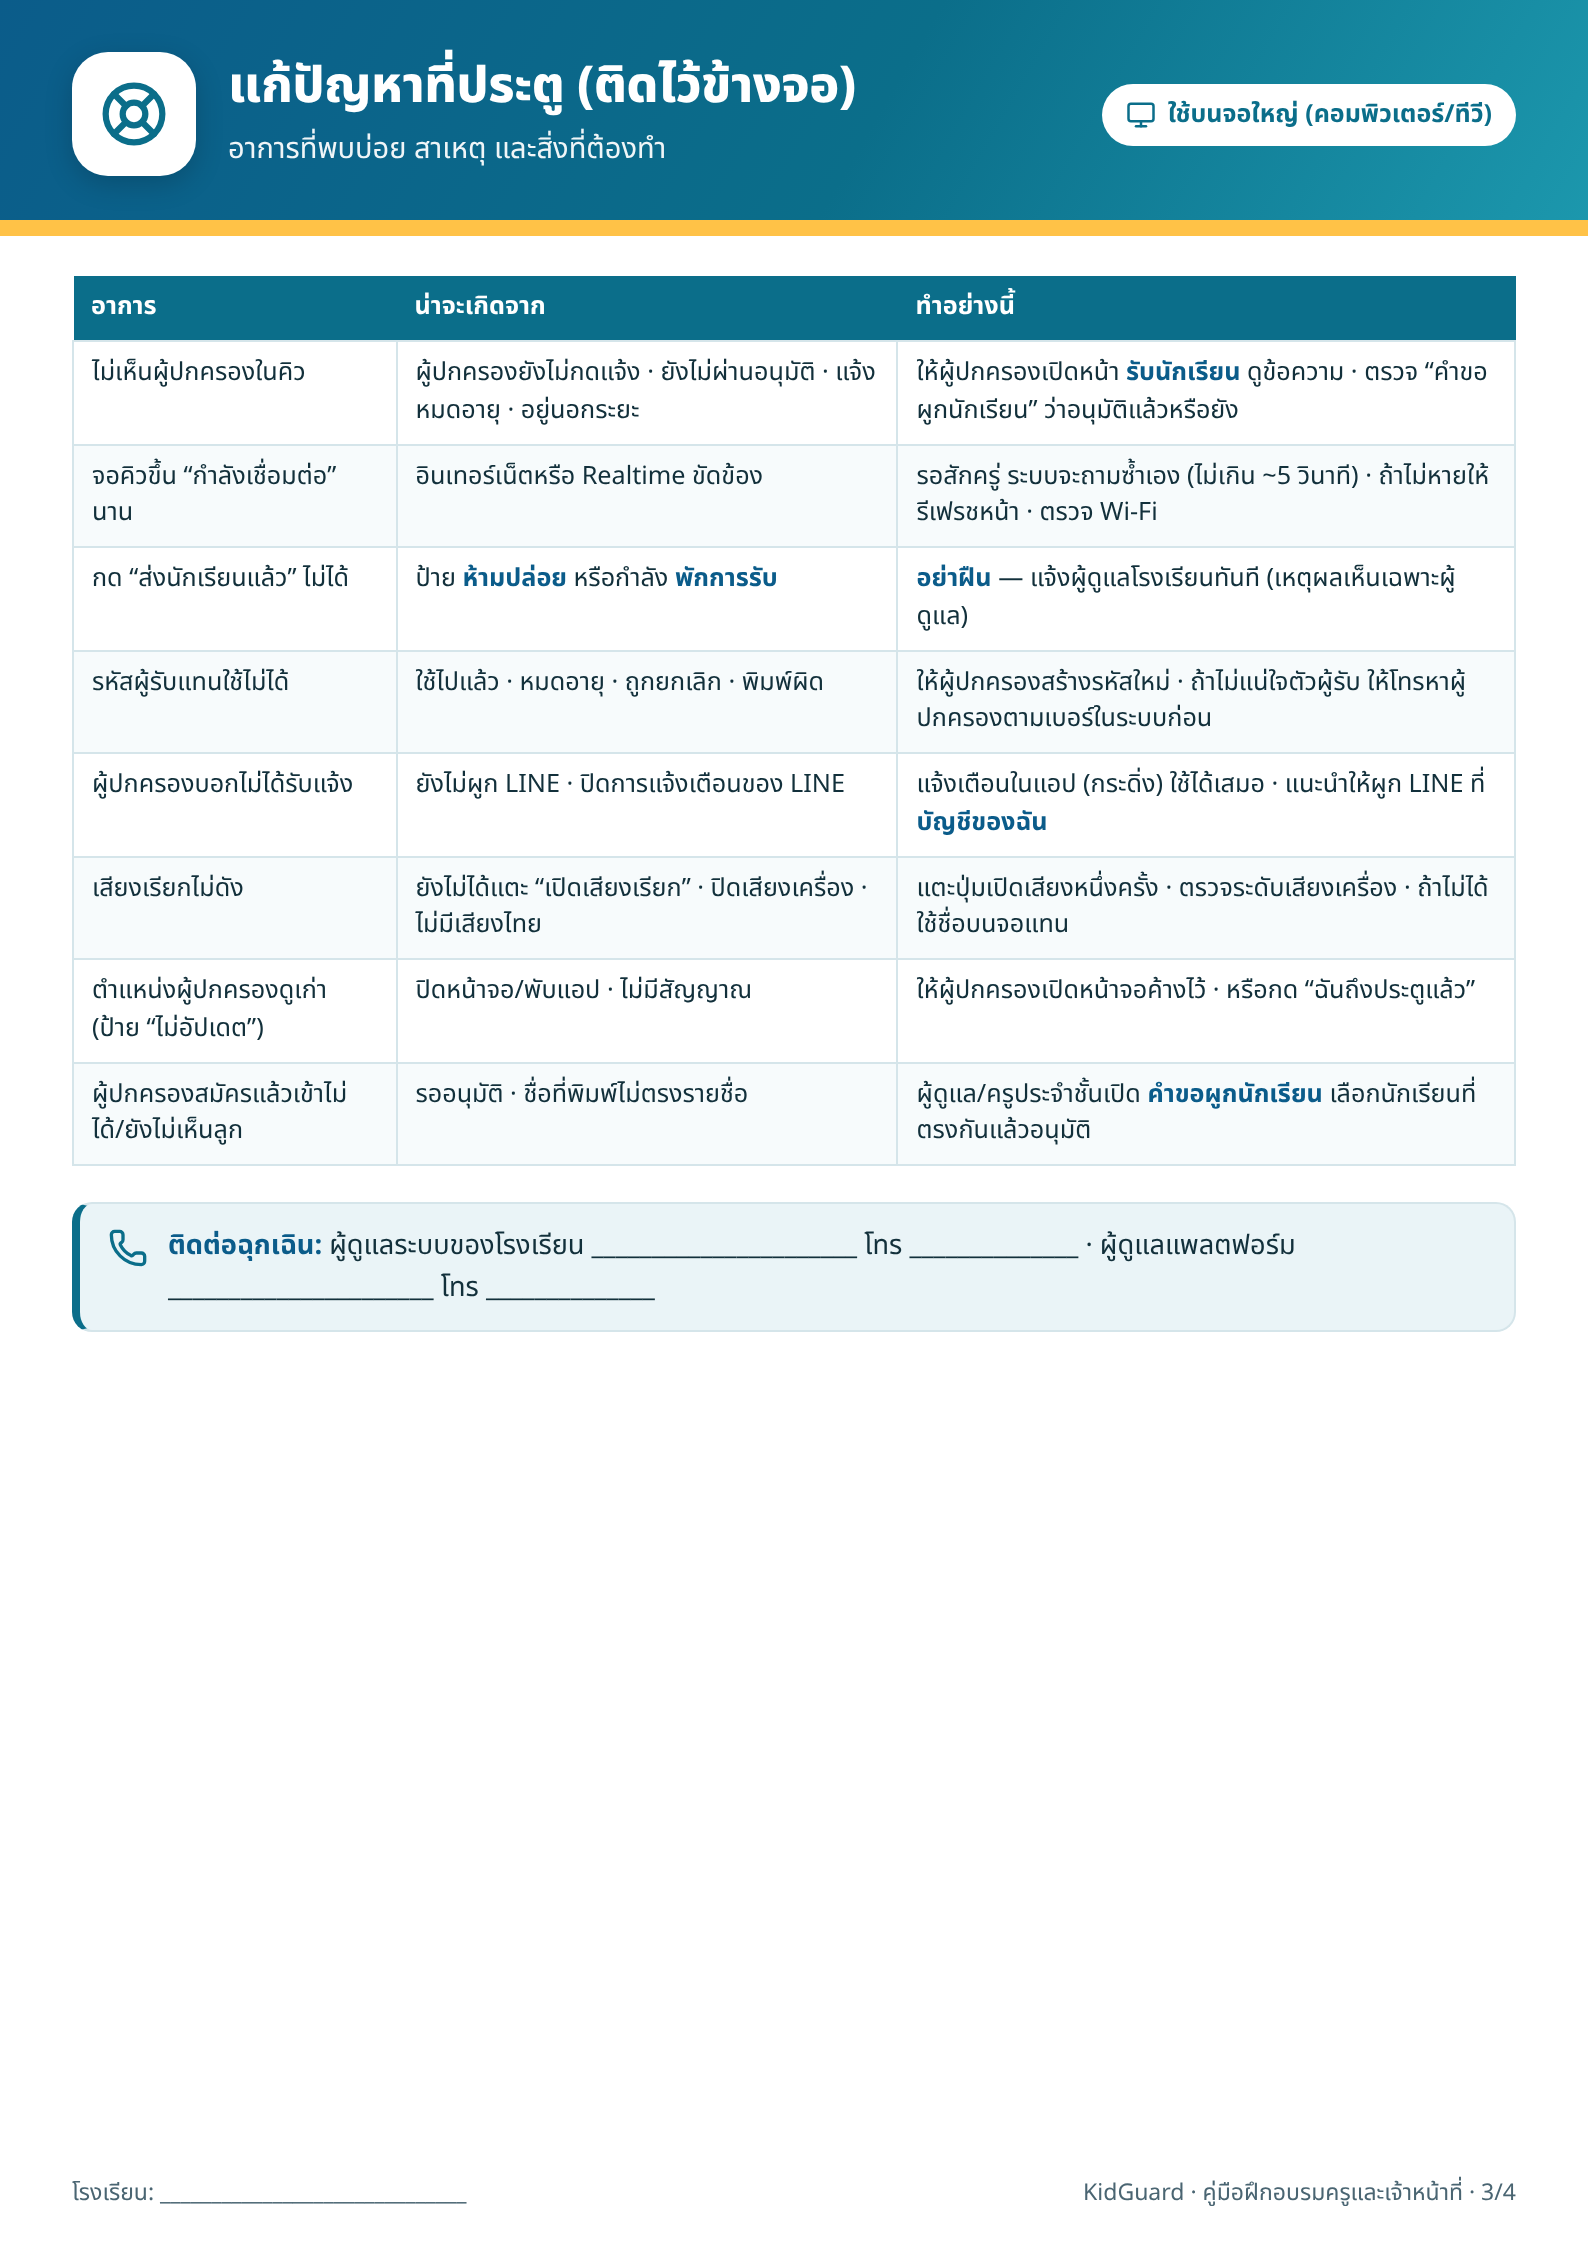 แก้ปัญหาที่ประตู (ติดไว้ข้างจอ)
อาการที่พบบ่อย สาเหตุ และสิ่งที่ต้องทำ
ใช้บนจอใหญ่ (คอมพิวเตอร์/ทีวี)
อาการ
น่าจะเกิดจาก
ทำอย่างนี้
ไม่เห็นผู้ปกครองในคิว
ผู้ปกครองยังไม่กดแจ้ง · ยังไม่ผ่านอนุมัติ · แจ้ง
หมดอายุ · อยู่นอกระยะ
ให้ผู้ปกครองเปิดหน้า รับนักเรียน ดูข้อความ · ตรวจ “คำขอ
ผูกนักเรียน” ว่าอนุมัติแล้วหรือยัง
จอคิวขึ้น “กำลังเชื่อมต่อ”
นาน
อินเทอร์เน็ตหรือ Realtime ขัดข้อง
รอสักครู่ ระบบจะถามซ้ำเอง (ไม่เกิน ~5 วินาที) · ถ้าไม่หายให้
รีเฟรชหน้า · ตรวจ Wi-Fi
กด “ส่งนักเรียนแล้ว” ไม่ได้
ป้าย ห้ามปล่อย หรือกำลัง พักการรับ
อย่าฝืน — แจ้งผู้ดูแลโรงเรียนทันที (เหตุผลเห็นเฉพาะผู้
ดูแล)
รหัสผู้รับแทนใช้ไม่ได้
ใช้ไปแล้ว · หมดอายุ · ถูกยกเลิก · พิมพ์ผิด
ให้ผู้ปกครองสร้างรหัสใหม่ · ถ้าไม่แน่ใจตัวผู้รับ ให้โทรหาผู้
ปกครองตามเบอร์ในระบบก่อน
ผู้ปกครองบอกไม่ได้รับแจ้ง
ยังไม่ผูก LINE · ปิดการแจ้งเตือนของ LINE
แจ้งเตือนในแอป (กระดิ่ง) ใช้ได้เสมอ · แนะนำให้ผูก LINE ที่
บัญชีของฉัน
เสียงเรียกไม่ดัง
ยังไม่ได้แตะ “เปิดเสียงเรียก” · ปิดเสียงเครื่อง ·
ไม่มีเสียงไทย
แตะปุ่มเปิดเสียงหนึ่งครั้ง · ตรวจระดับเสียงเครื่อง · ถ้าไม่ได้
ใช้ชื่อบนจอแทน
ตำแหน่งผู้ปกครองดูเก่า
(ป้าย “ไม่อัปเดต”)
ปิดหน้าจอ/พับแอป · ไม่มีสัญญาณ
ให้ผู้ปกครองเปิดหน้าจอค้างไว้ · หรือกด “ฉันถึงประตูแล้ว”
ผู้ปกครองสมัครแล้วเข้าไม่
ได้/ยังไม่เห็นลูก
รออนุมัติ · ชื่อที่พิมพ์ไม่ตรงรายชื่อ
ผู้ดูแล/ครูประจำชั้นเปิด คำขอผูกนักเรียน เลือกนักเรียนที่
ตรงกันแล้วอนุมัติ
ติดต่อฉุกเฉิน: ผู้ดูแลระบบของโรงเรียน ______________________ โทร ______________ · ผู้ดูแลแพลตฟอร์ม
______________________ โทร ______________
โรงเรียน: ______________________________
KidGuard · คู่มือฝึกอบรมครูและเจ้าหน้าที่ · 3/4